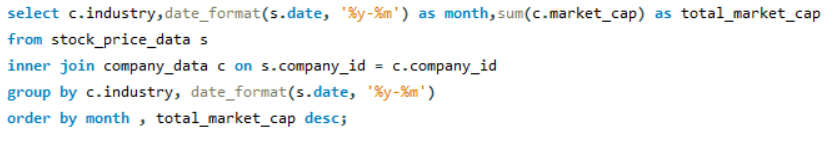 select c.industry,date_format(s.date, '%y-%m') as month,sum(c.market_cap) as total_market_cap
from stock_price_data s
inner join company_data c on s.company_id = c.company_id
group by c.industry, date_format(s.date, '%y-%m')
order by month , total_market_cap desc;